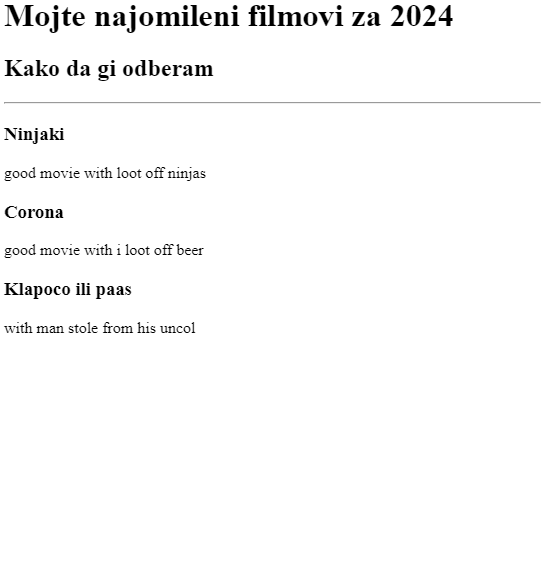 Mojte najomileni filmovi za 2024
Kako da gi odberam
Ninjaki
good movie with loot off ninjas
Corona
good movie with i loot off beer
Klapoco ili paas
with man stole from his uncol